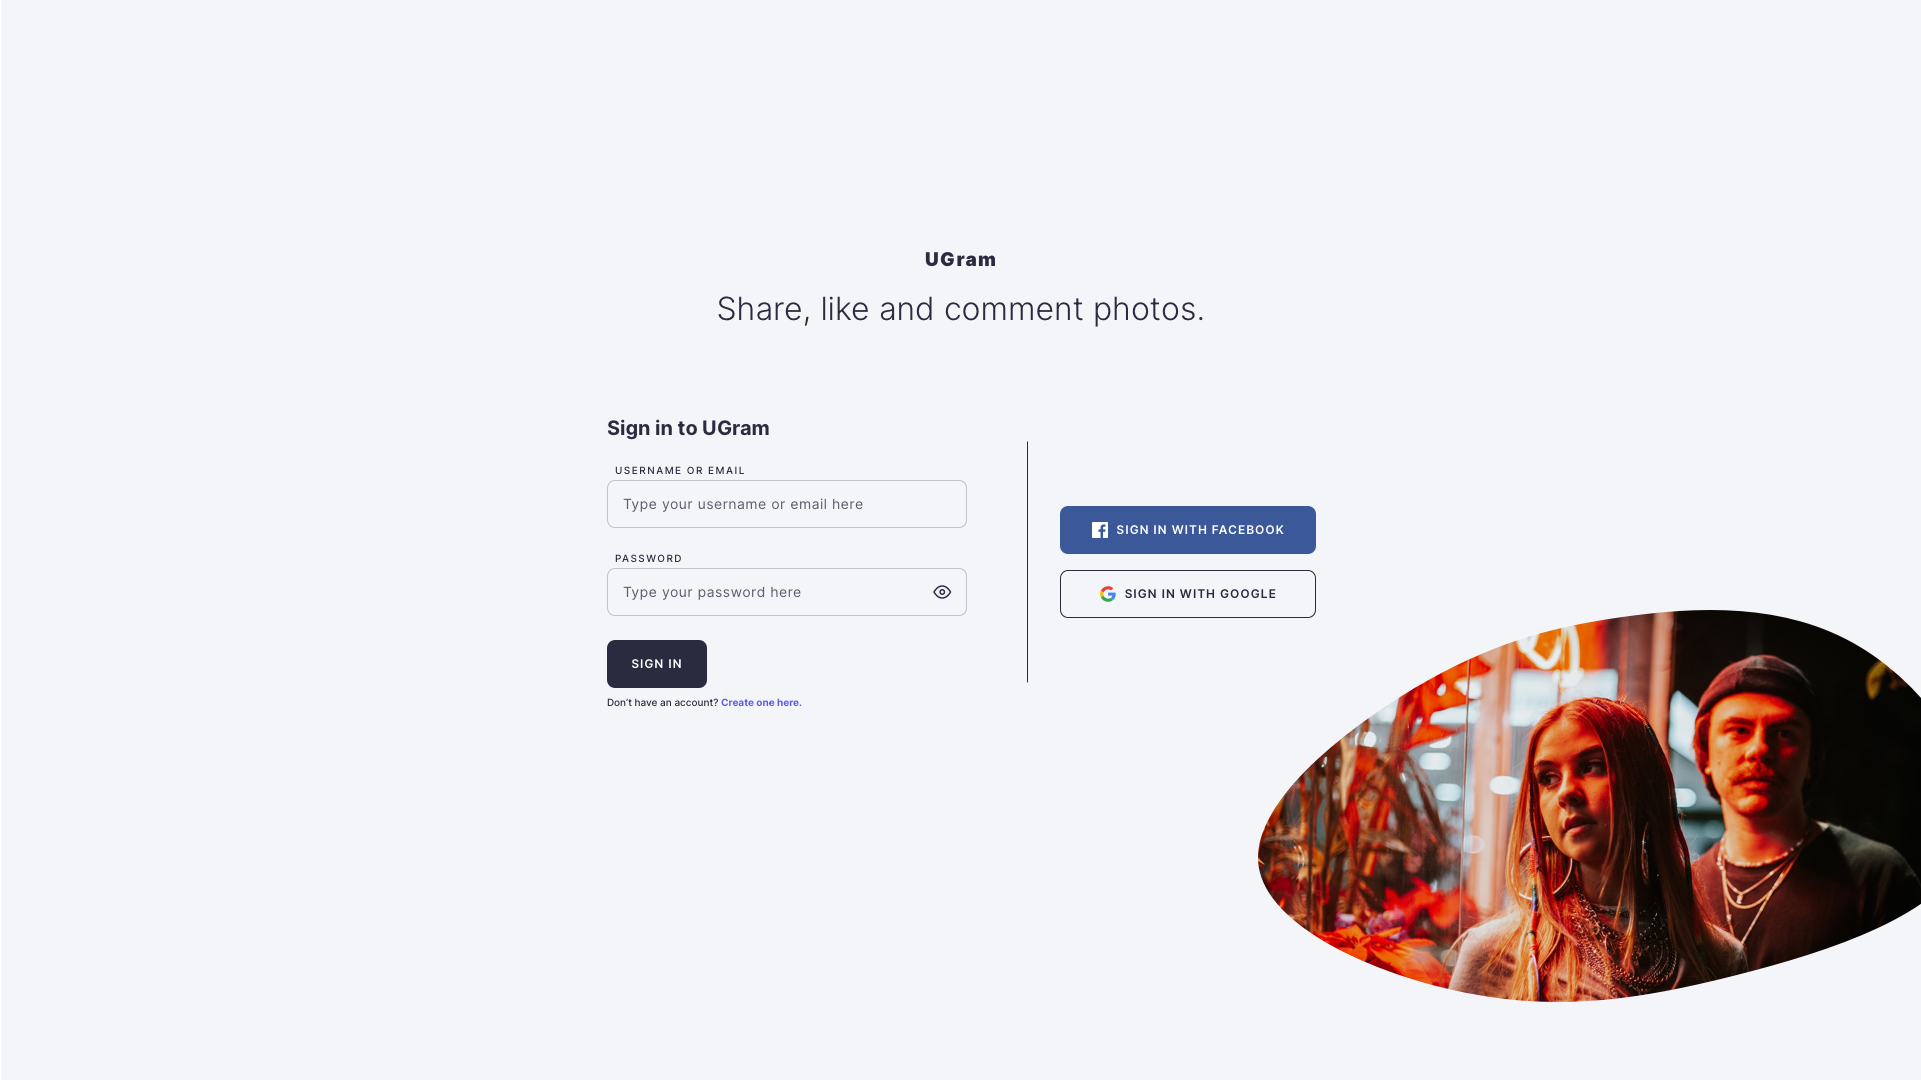 UGram
Share, like and comment photos.
Sign in to UGram
USERNAME OR EMAIL
Type your username or email here
PASSWORD
Type your password here
SIGN IN
Don't have an account? Create one here.
SIGN IN WITH FACEBOOK
SIGN IN WITH GOOGLE